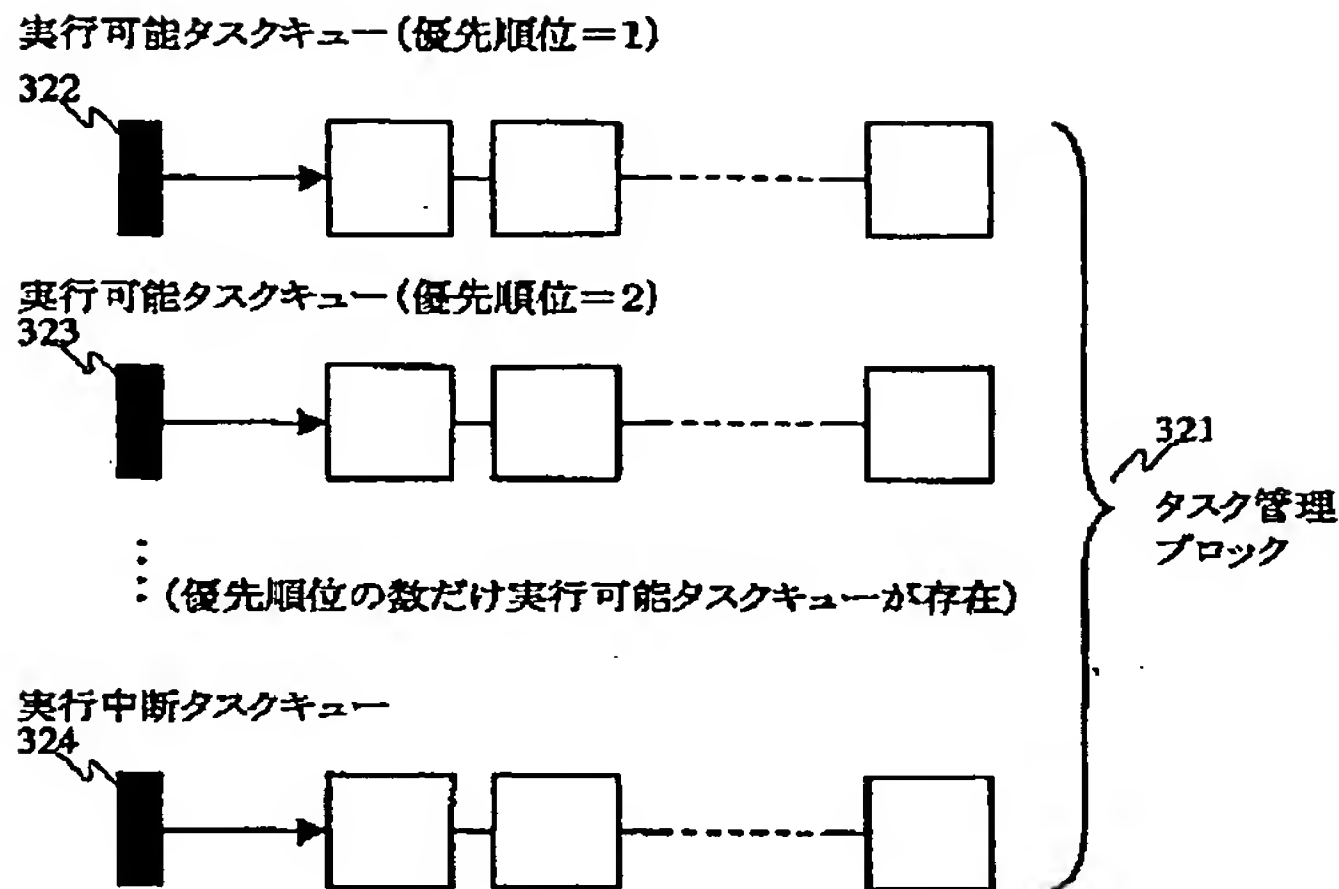 実行可能タスクキュー(優先順位=1)
322
実行可能タスクキュー(優先順位=2)
323
321
タスク管理
ブロック
(優先順位の数だけ実行可能タスクキューが存在)
実行中断タスクキュー
324